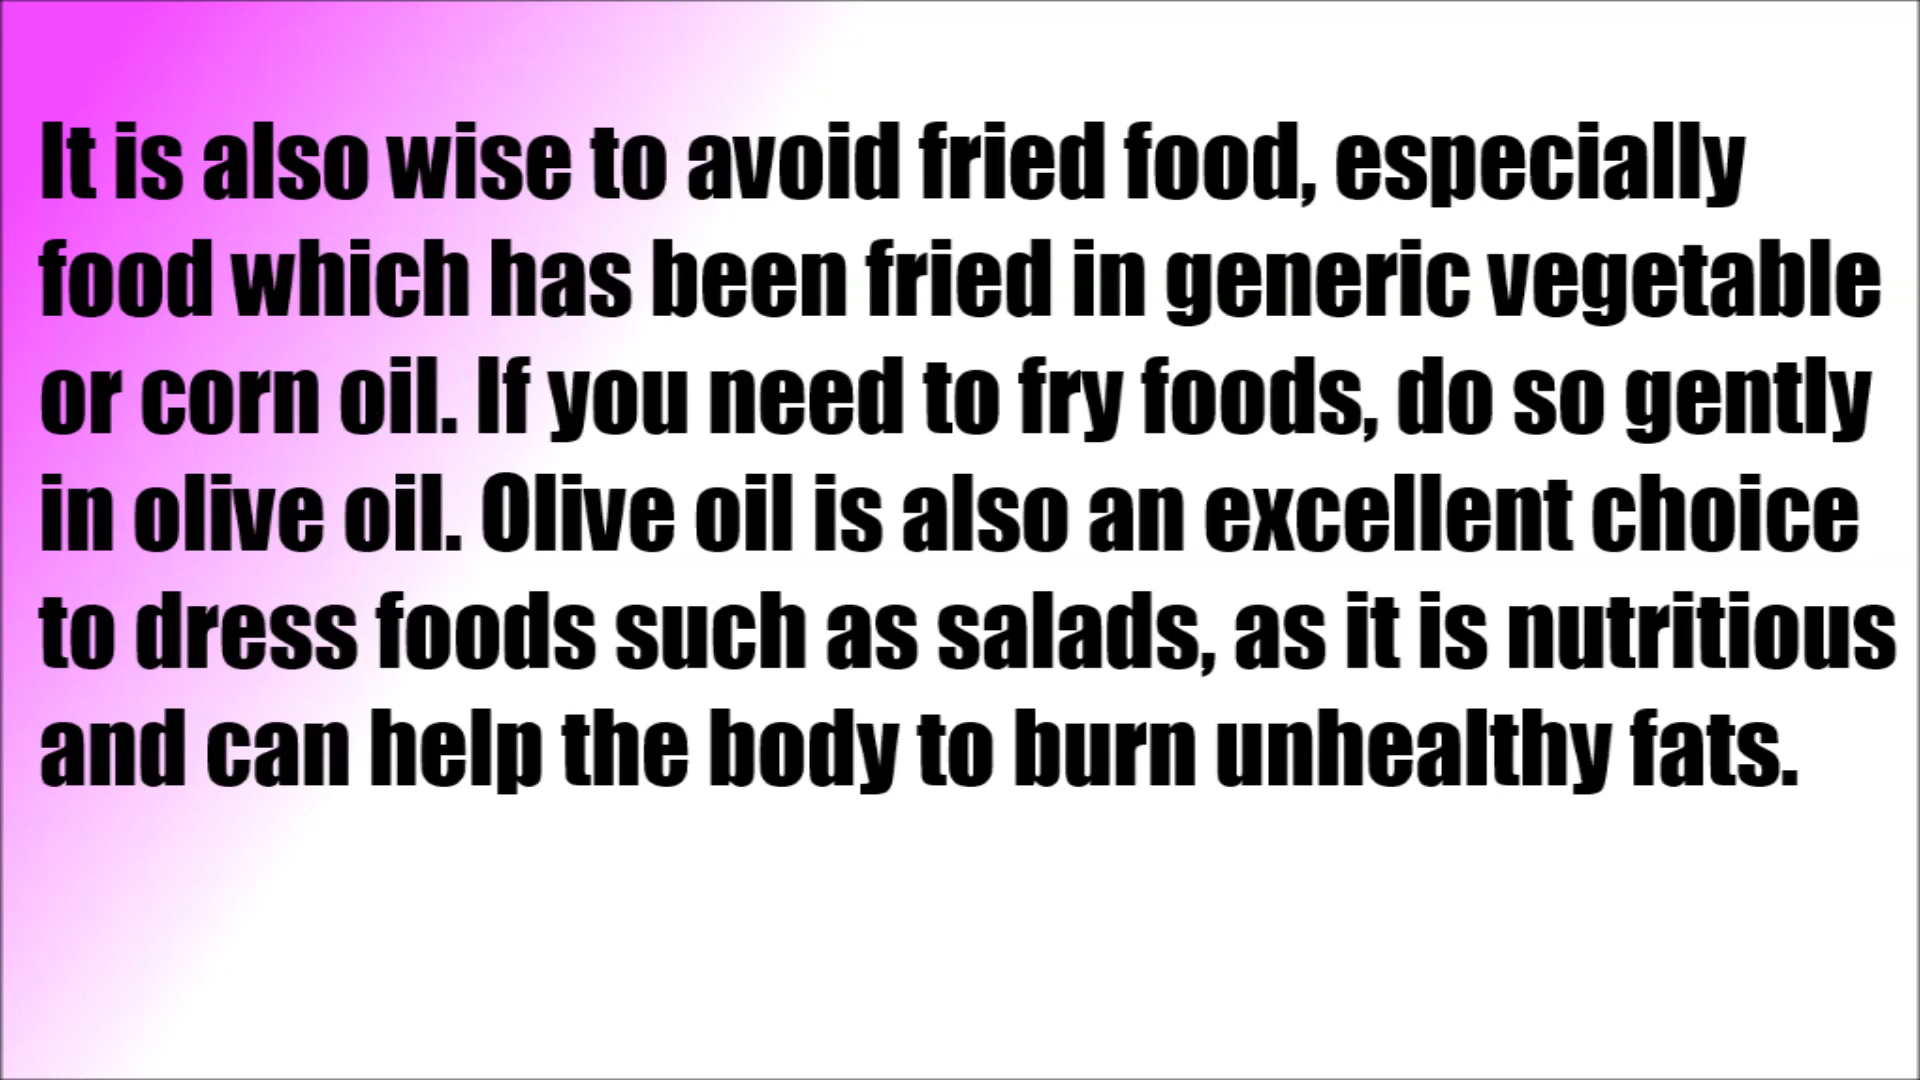 It is also wise to avoid fried food, especially
food which has been fried in generic vegetable
or corn oil. If you need to fry foods, do so gently
in olive oil. Olive oil is also an excellent choice
to dress foods such as salads, as it is nutritious
and can help the body to burn unhealthy fats.